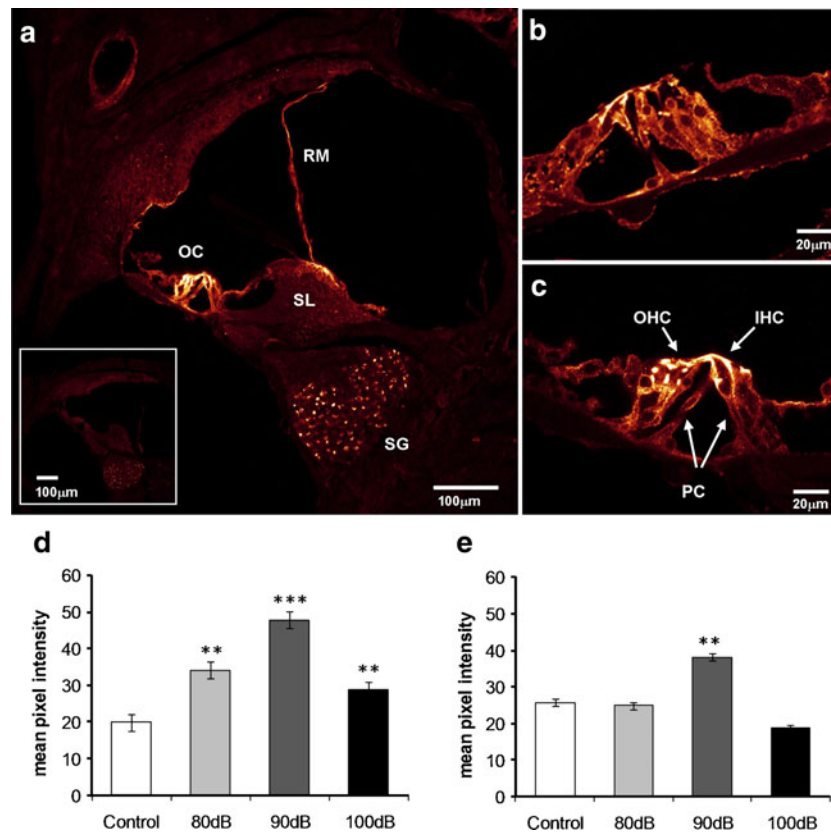 a
RM
OC
SL
SG
100µm
100µm
b
20µm
c
OHC
IHC
PC
20µm
d
mean pixel intensity
60
50
40
30
20
10
0
**
***
**
Control
80dB
90dB
100dB
e
mean pixel intensity
60
50
40
30
20
10
0
**
Control
80dB
90dB
100dB